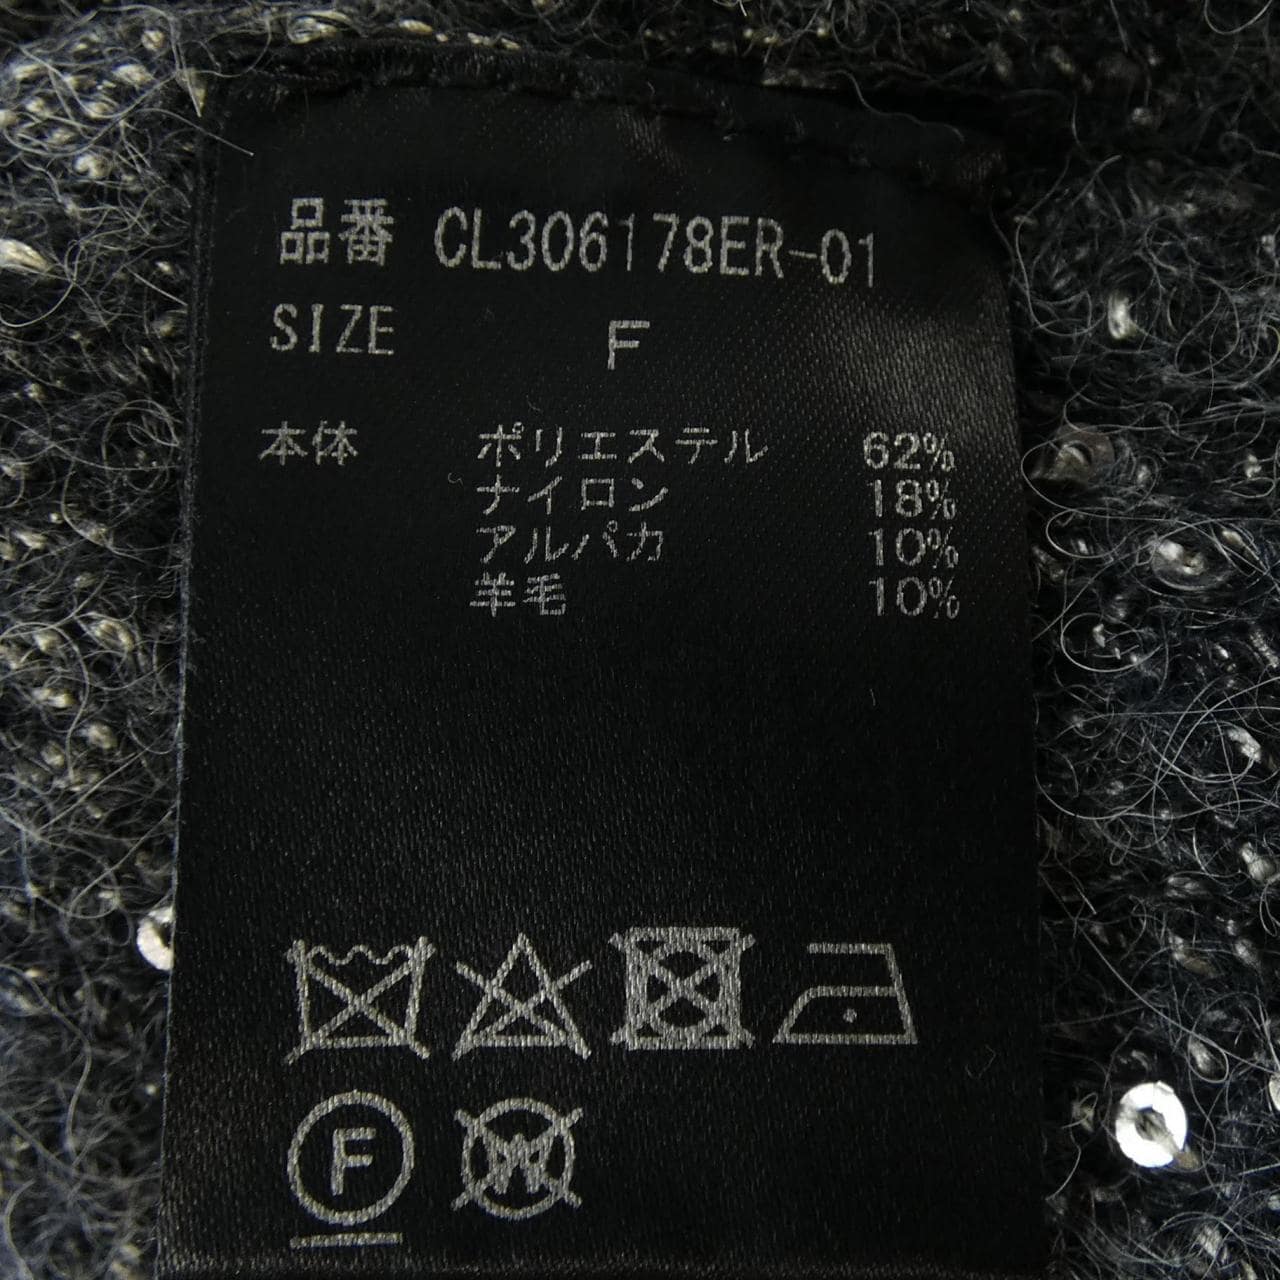 品番 CL306178ER-01
SIZE F
本体 ポリエステル 62%
ナイロン 18%
アルパカ 10%
羊毛 10%
F
W